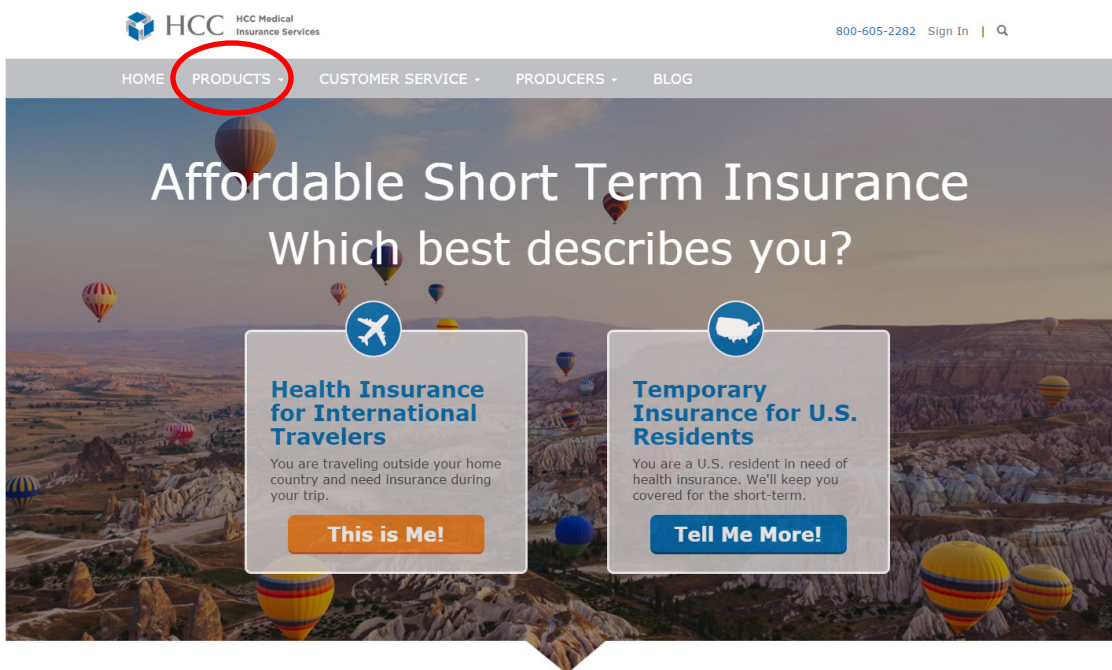 HCC HCC Medical
Insurance Services
800-605-2282 Sign In |
HOME PRODUCTS CUSTOMER SERVICE PRODUCERS BLOG
Affordable Short Term Insurance
Which best describes you?
Health Insurance
for International
Travelers
You are traveling outside your home
country and need insurance during
your trip.
This is Me!
Temporary
Insurance for U.S.
Residents
You are a U.S. resident in need of
health insurance. We'll keep you
covered for the short-term.
Tell Me More!